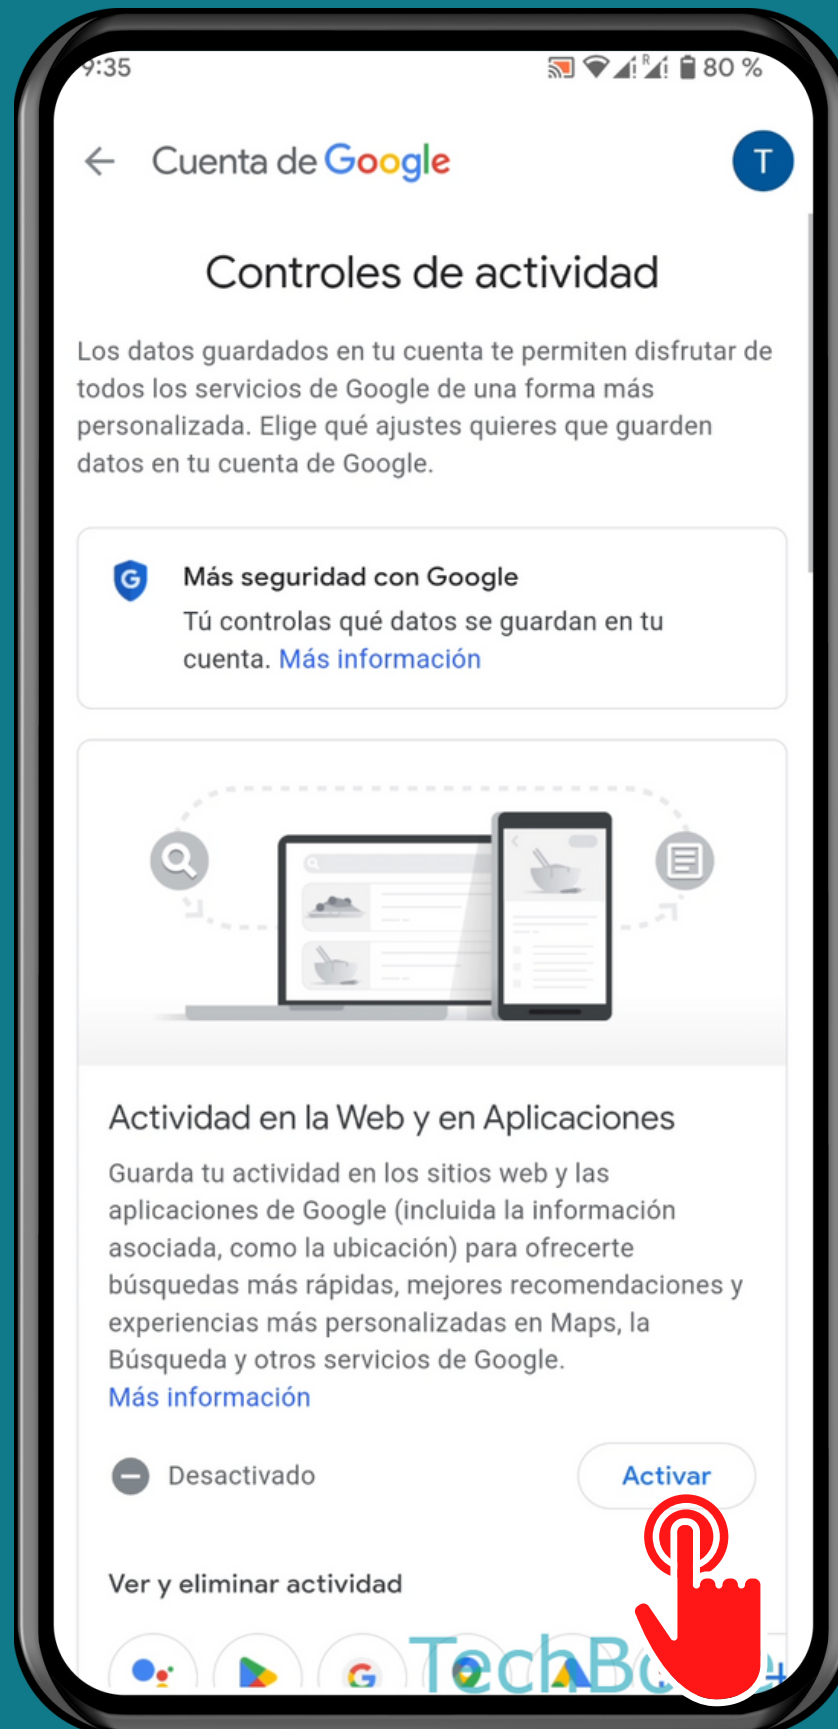 9:35
R
80 %
Cuenta de Google
T
Controles de actividad
Los datos guardados en tu cuenta te permiten disfrutar de
todos los servicios de Google de una forma más
personalizada. Elige qué ajustes quieres que guarden
datos en tu cuenta de Google.
G
Más seguridad con Google
Tú controlas qué datos se guardan en tu
cuenta. Más información
Actividad en la Web y en Aplicaciones
Guarda tu actividad en los sitios web y las
aplicaciones de Google (incluida la información
asociada, como la ubicación) para ofrecerte
búsquedas más rápidas, mejores recomendaciones y
experiencias más personalizadas en Maps, la
Búsqueda y otros servicios de Google.
Más información
Desactivado
Activar
Ver y eliminar actividad